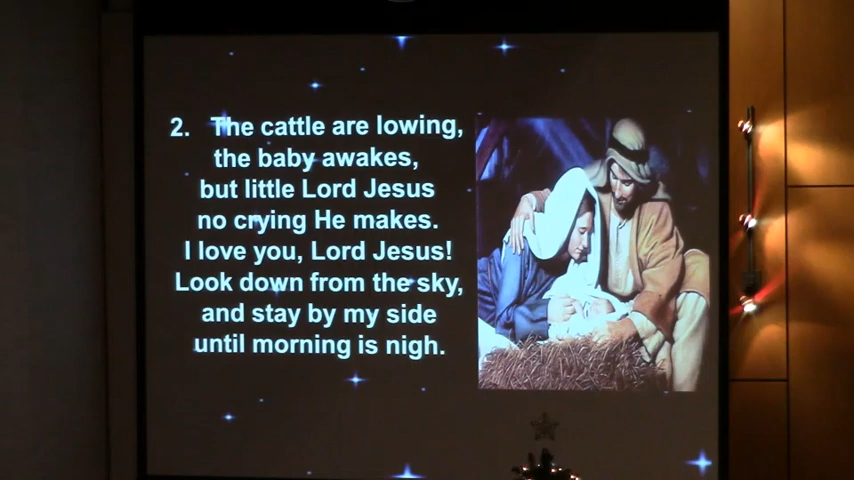 2. The cattle are lowing,
the baby awakes,
but little Lord Jesus
no crying He makes.
I love you, Lord Jesus!
Look down from the sky,
and stay by my side
until morning is nigh.